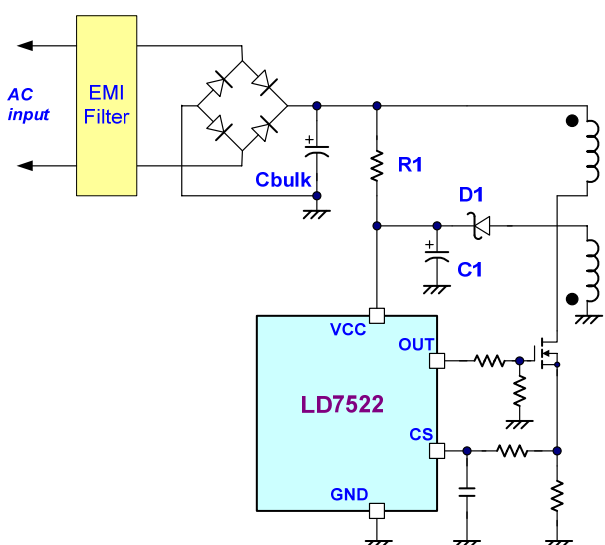 AC
input
EMI
Filter
Cbulk
R1
D1
C1
VCC
OUT
LD7522
CS
GND